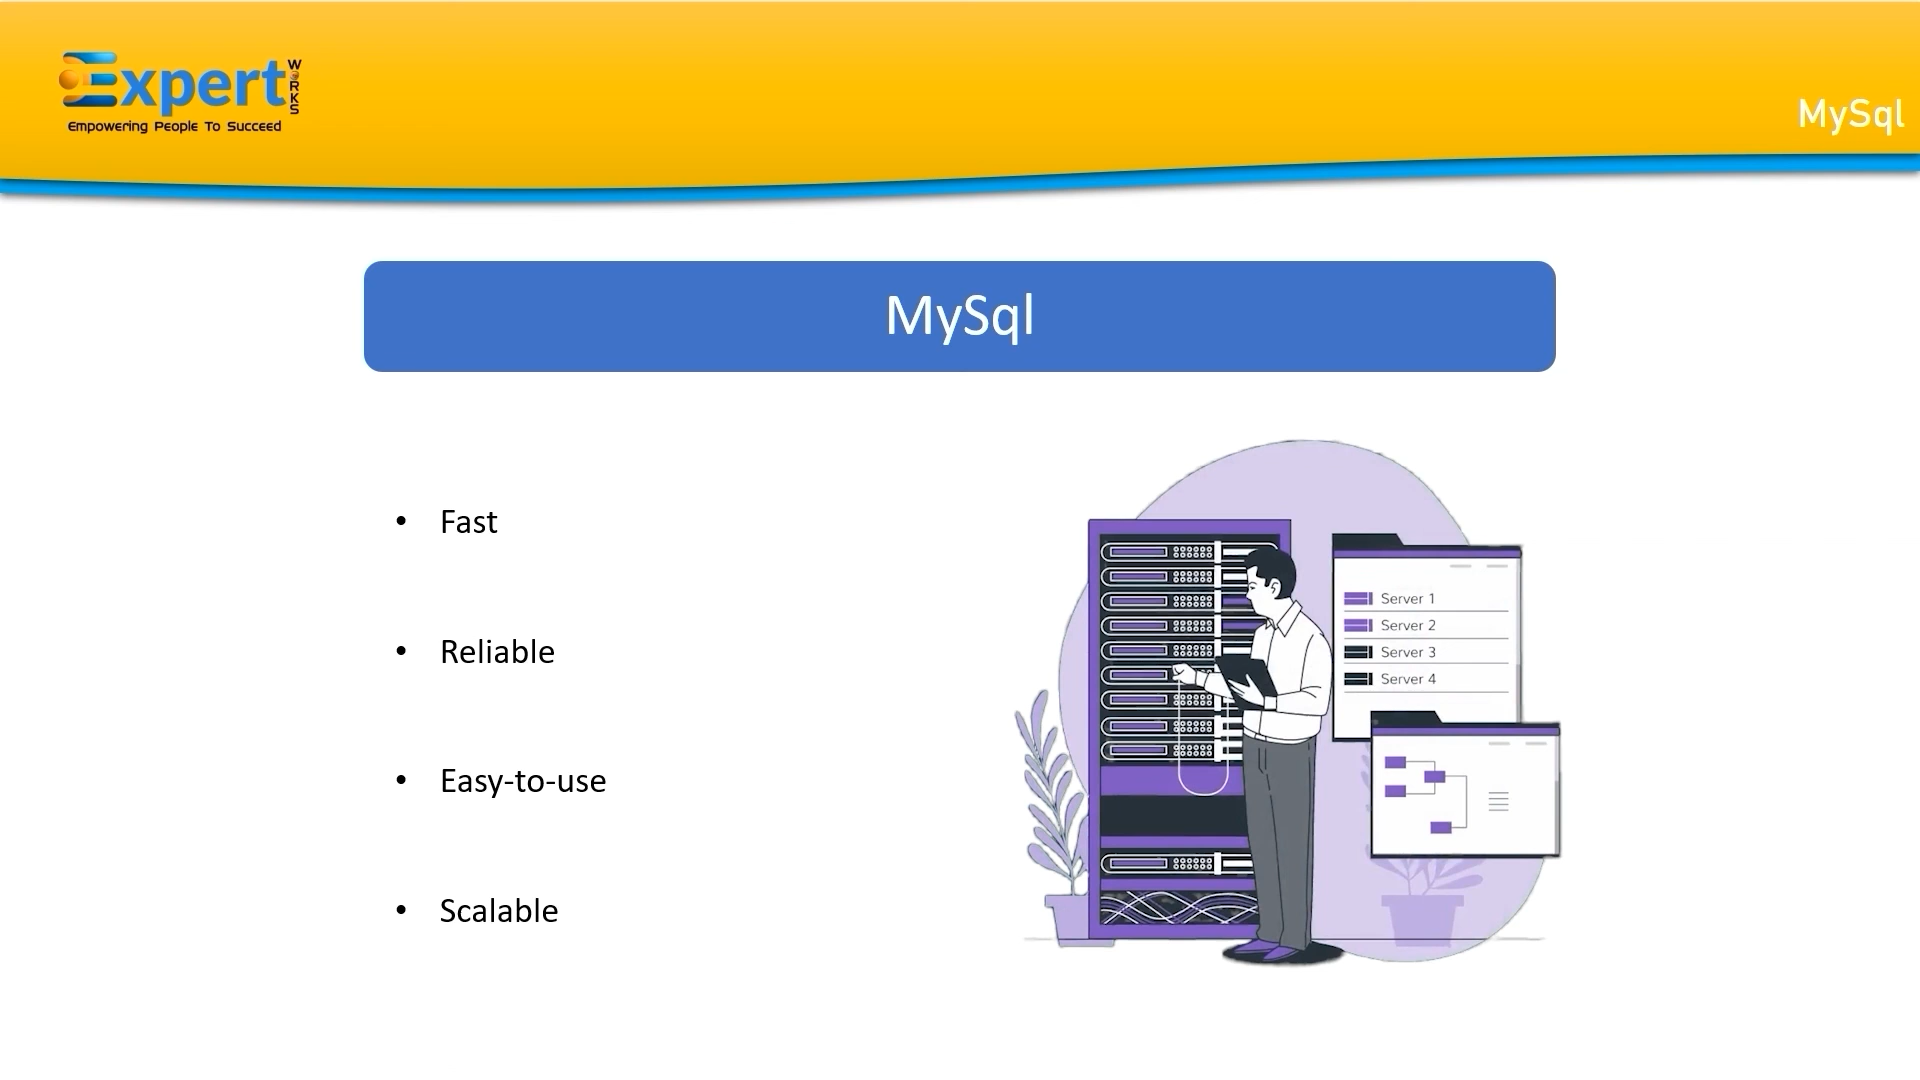 Expert WORKS
Empowering People To Succeed
MySql
MySql
• Fast
• Reliable
• Easy-to-use
• Scalable
Server 1
Server 2
Server 3
Server 4